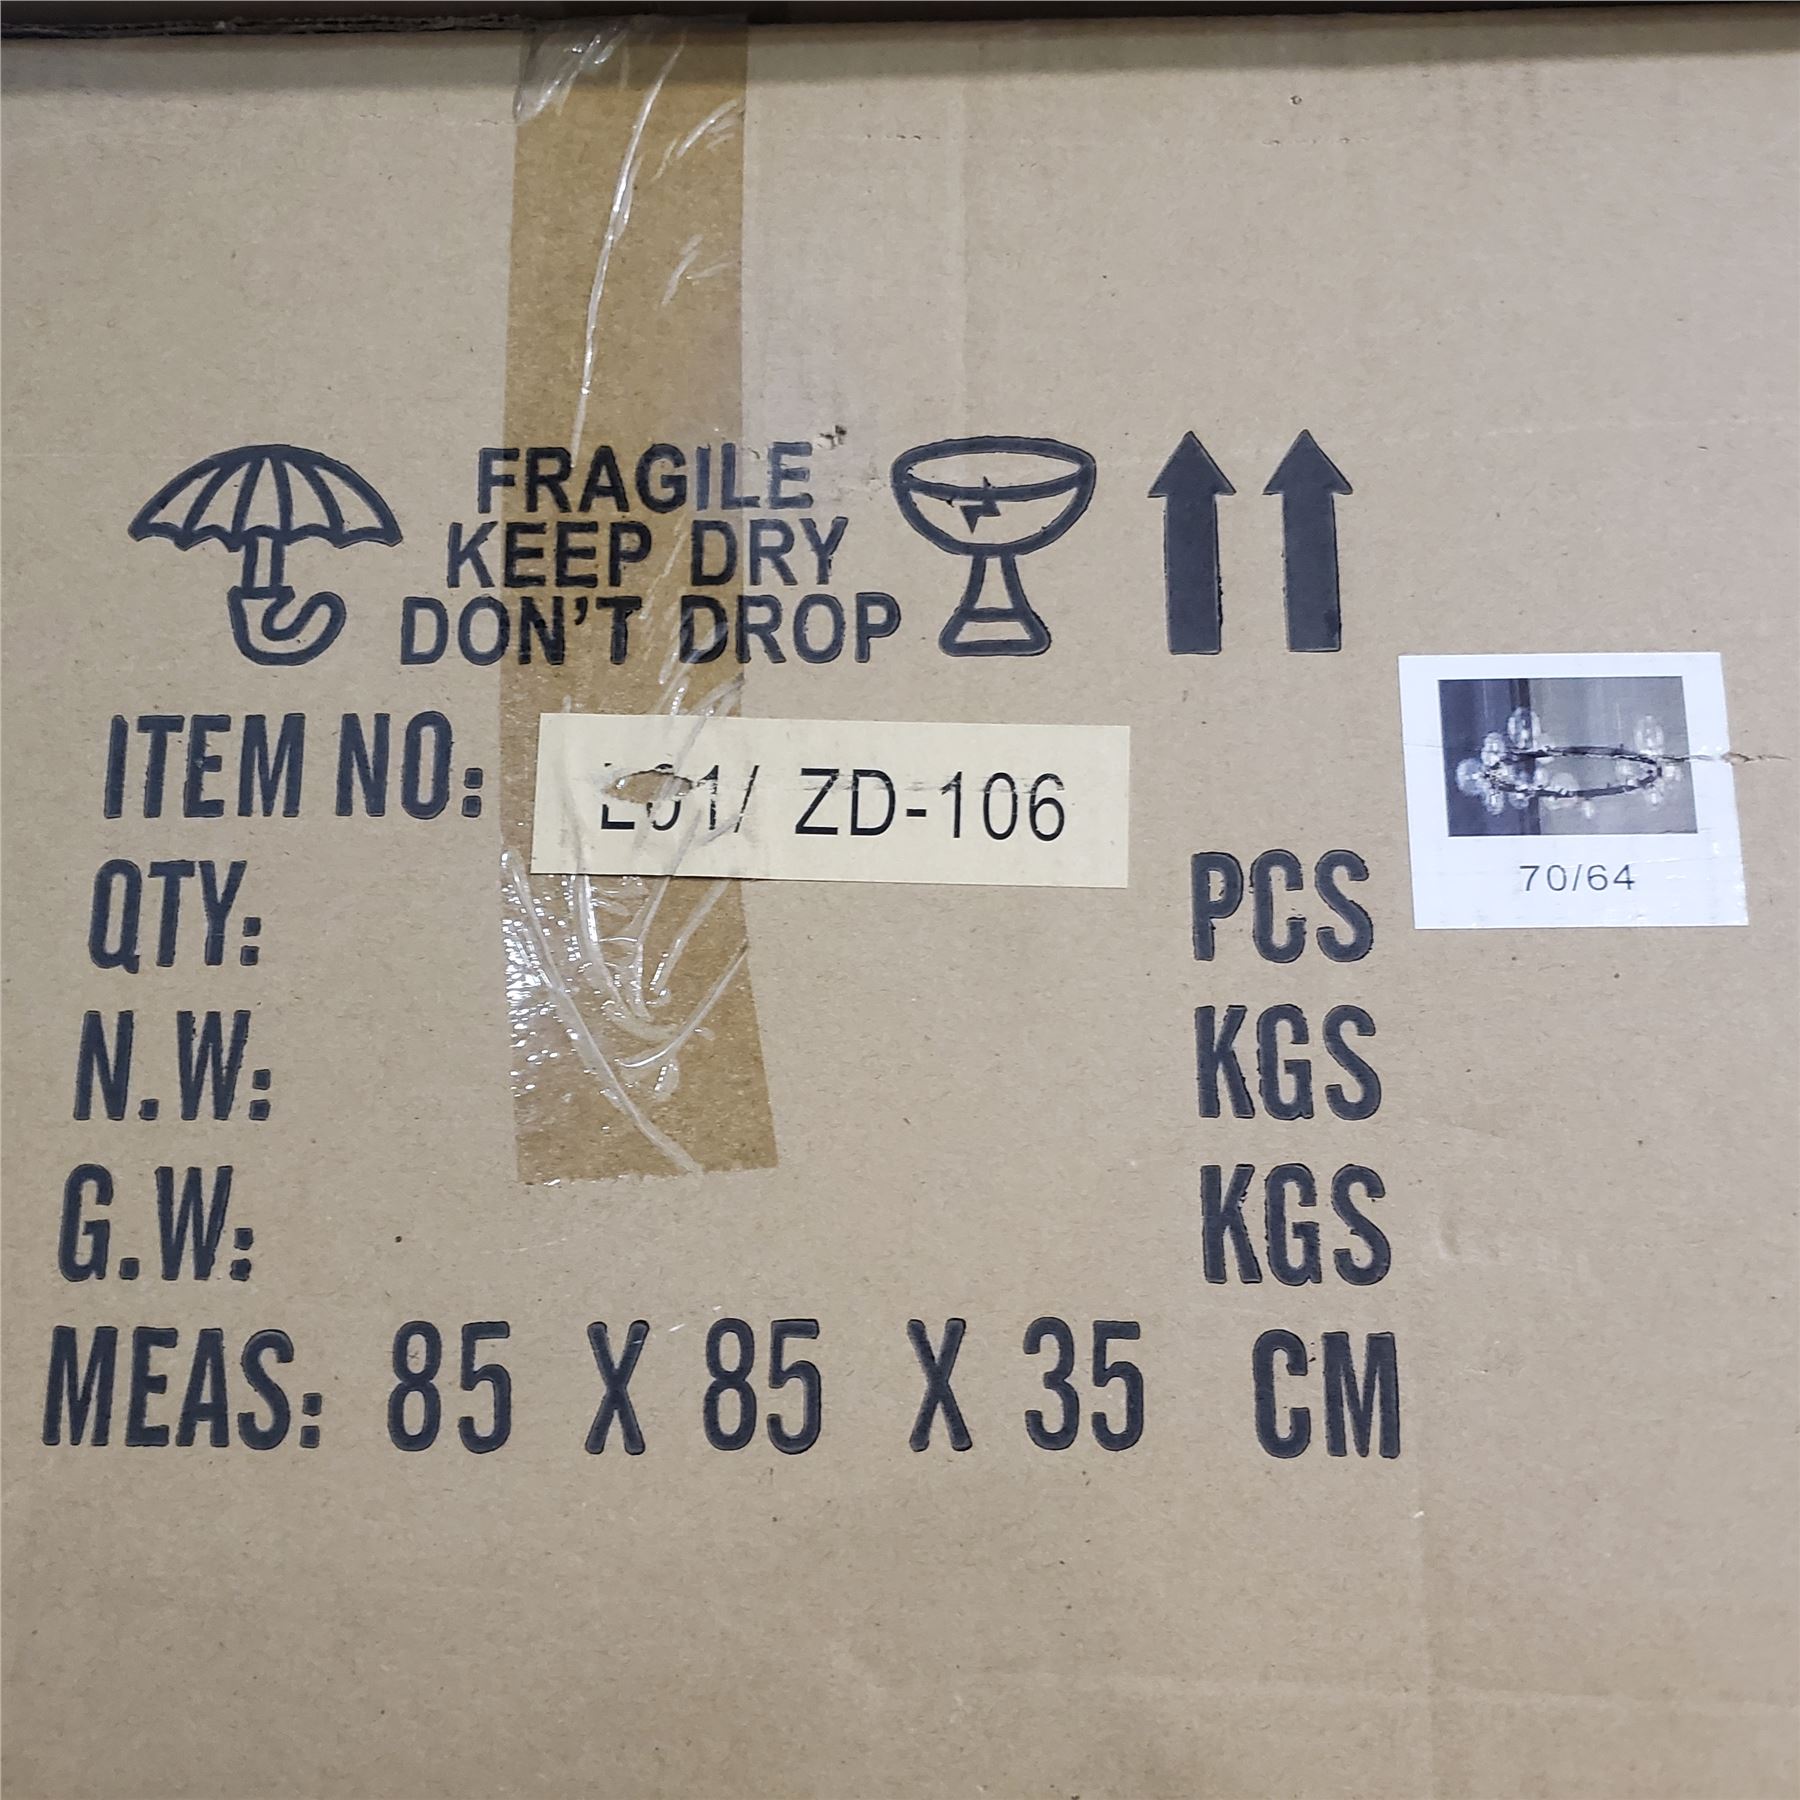 FRAGILE
KEEP DRY
DON'T DROP
ITEM NO: ZD-106
QTY: PCS
N.W: KGS
G.W: KGS
MEAS: 85 X 85 X 35 CM
70/64